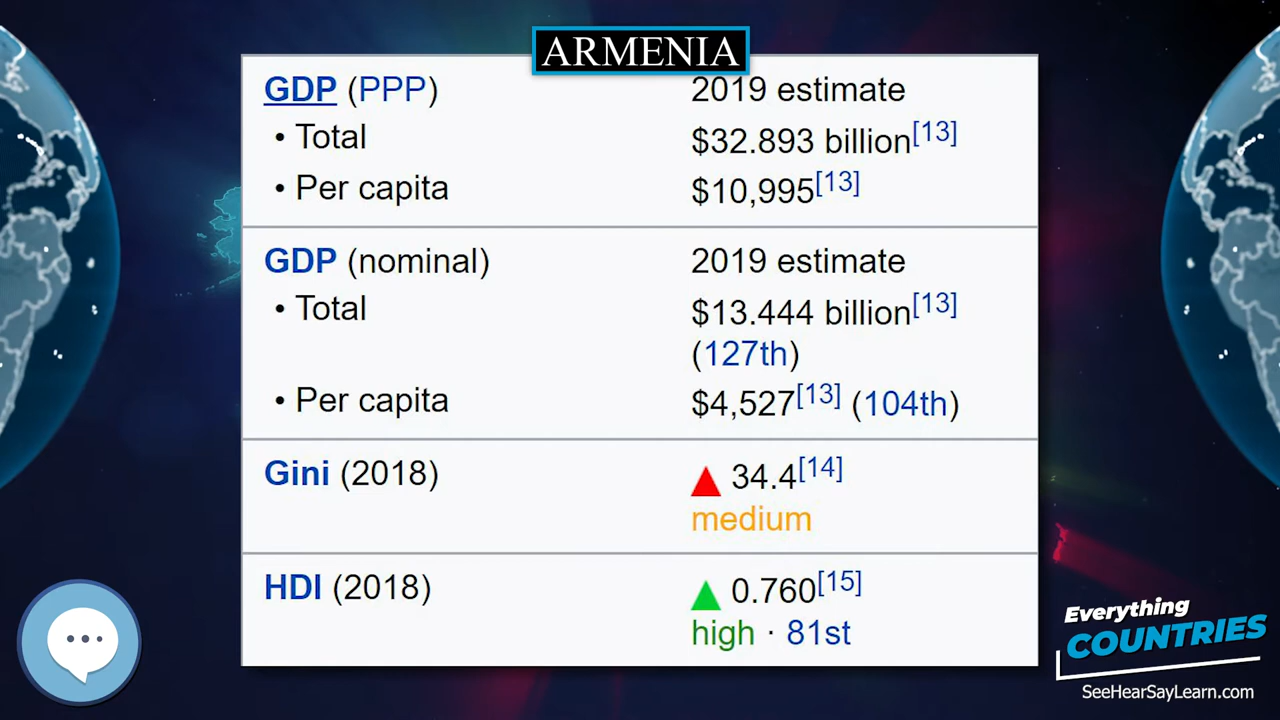 ARMENIA
GDP (PPP) 2019 estimate
• Total $32.893 billion[13]
• Per capita $10,995[13]
GDP (nominal) 2019 estimate
• Total $13.444 billion[13]
(127th)
• Per capita $4,527[13] (104th)
Gini (2018) ▲ 34.4[14]
medium
HDI (2018) ▲ 0.760[15]
high · 81st
Everything
COUNTRIES
SeeHearSayLearn.com